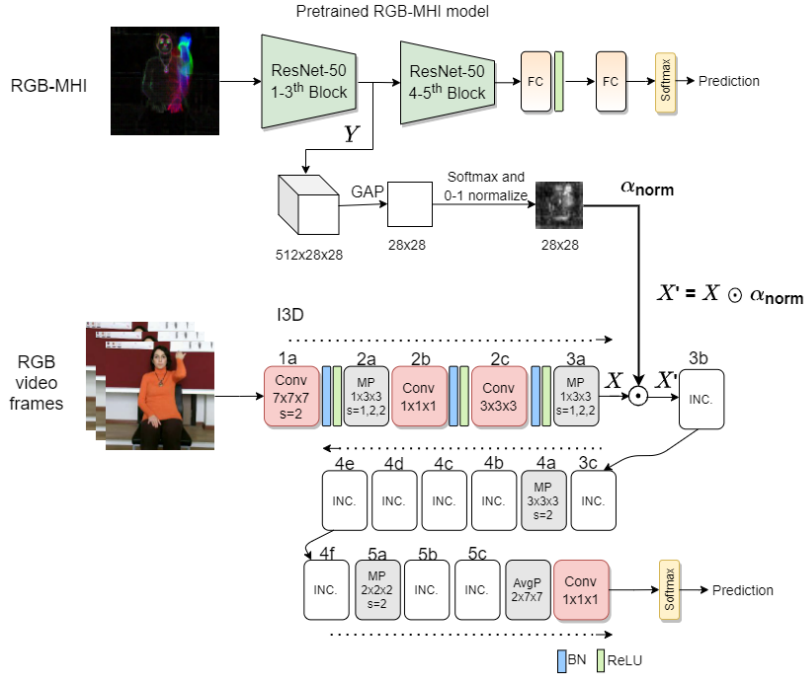 Pretrained RGB-MHI model
RGB-MHI
ResNet-50
1-3th Block
ResNet-50
4-5th Block
FC
FC
Softmax
Prediction
Y
GAP
Softmax and
0-1 normalize
αnorm
512x28x28
28x28
28x28
X' = X ⊙ αnorm
I3D
RGB
video
frames
1a
2a
2b
2c
3a
3b
Conv
7x7x7
s=2
MP
1x3x3
s=1,2,2
Conv
1x1x1
Conv
3x3x3
MP
1x3x3
s=1,2,2
X
X'
INC.
4e
4d
4c
4b
4a
3c
INC.
INC.
INC.
INC.
MP
3x3x3
s=2
INC.
4f
5a
5b
5c
INC.
MP
2x2x2
s=2
INC.
INC.
AvgP
2x7x7
Conv
1x1x1
Softmax
Prediction
BN
ReLU